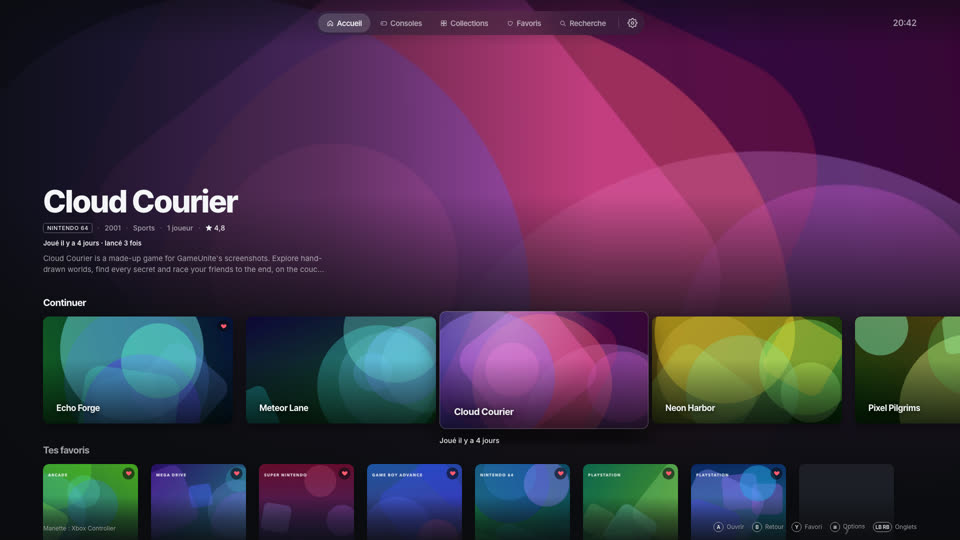 Accueil Consoles Collections Favoris Recherche
20:42
Cloud Courier
NINTENDO 64 · 2001 · Sports · 1 joueur · ★ 4,8
Joué il y a 4 jours · lancé 3 fois
Cloud Courier is a made-up game for GameUnite's screenshots. Explore hand-
drawn worlds, find every secret and race your friends to the end, on the couc...
Continuer
Echo Forge
Meteor Lane
Cloud Courier
Neon Harbor
Pixel Pilgrims
Joué il y a 4 jours
Tes favoris
ARCADE
MEGA DRIVE
SUPER NINTENDO
GAME BOY ADVANCE
NINTENDO 64
PLAYSTATION
PLAYSTATION
Manette : Xbox Controller
A Ouvrir B Retour Y Favori Options LB RB Onglets